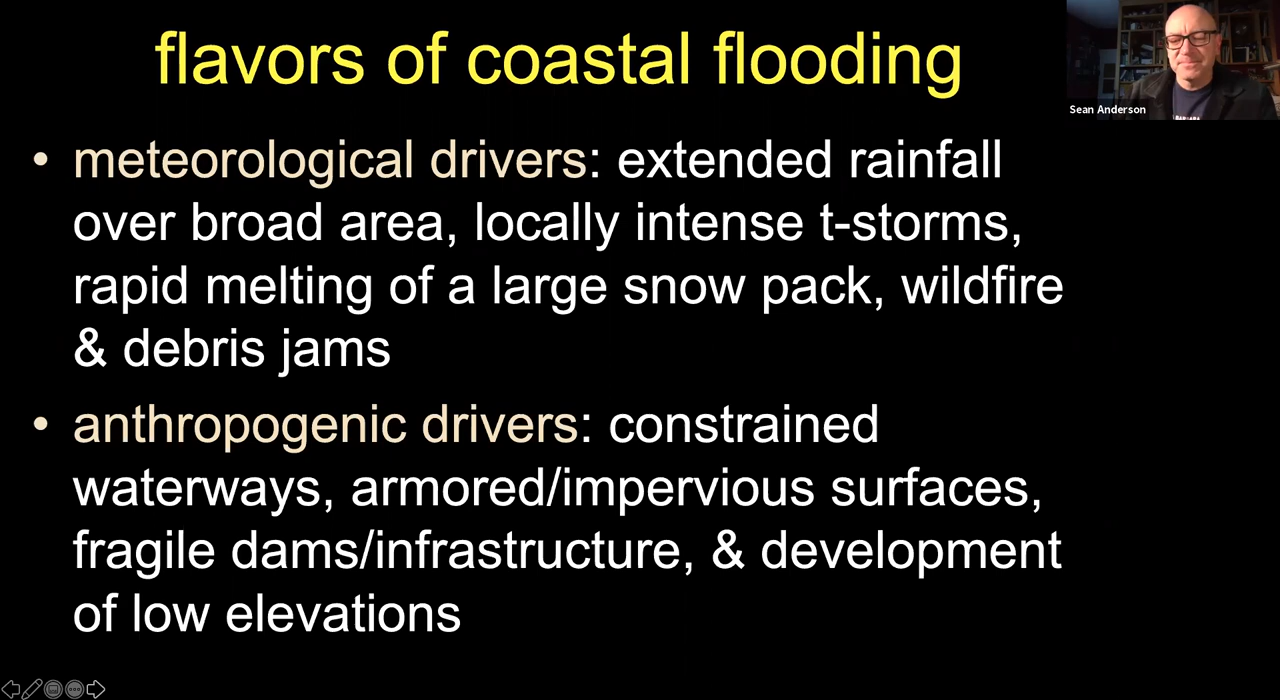 flavors of coastal flooding
Sean Anderson
• meteorological drivers: extended rainfall
over broad area, locally intense t-storms,
rapid melting of a large snow pack, wildfire
& debris jams
• anthropogenic drivers: constrained
waterways, armored/impervious surfaces,
fragile dams/infrastructure, & development
of low elevations